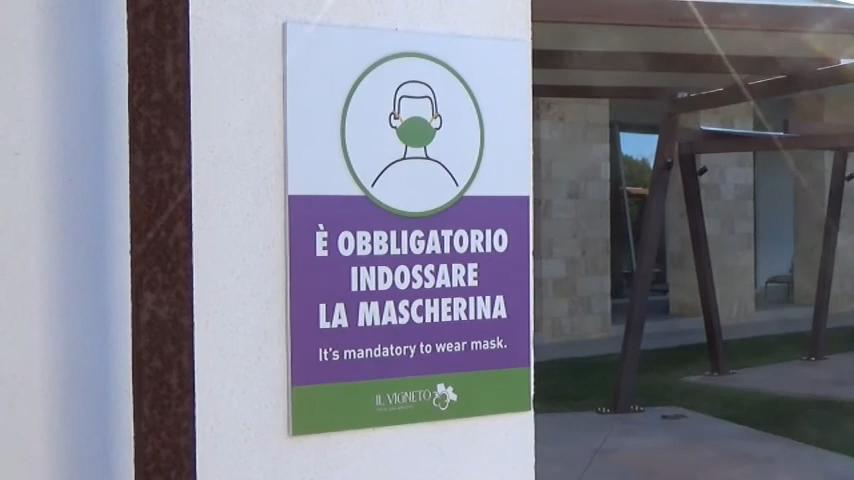 È OBBLIGATORIO
INDOSSARE
LA MASCHERINA
It's mandatory to wear mask.
IL VIGNETO